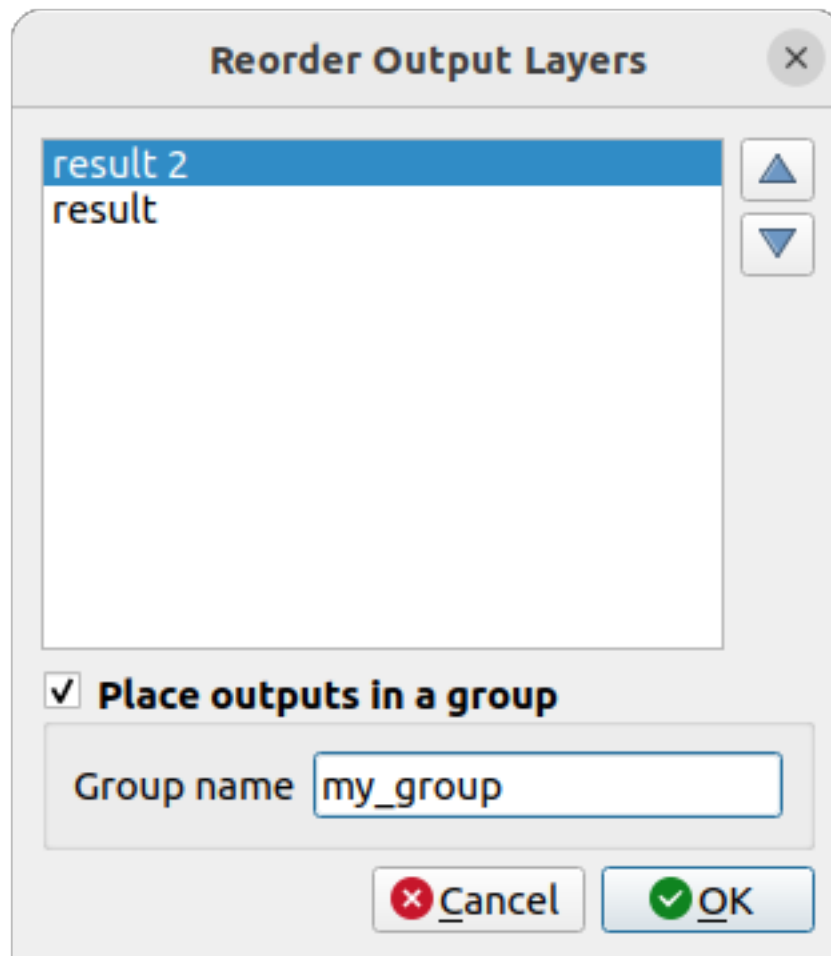 Reorder Output Layers
result 2
result
Place outputs in a group
Group name my_group
Cancel OK